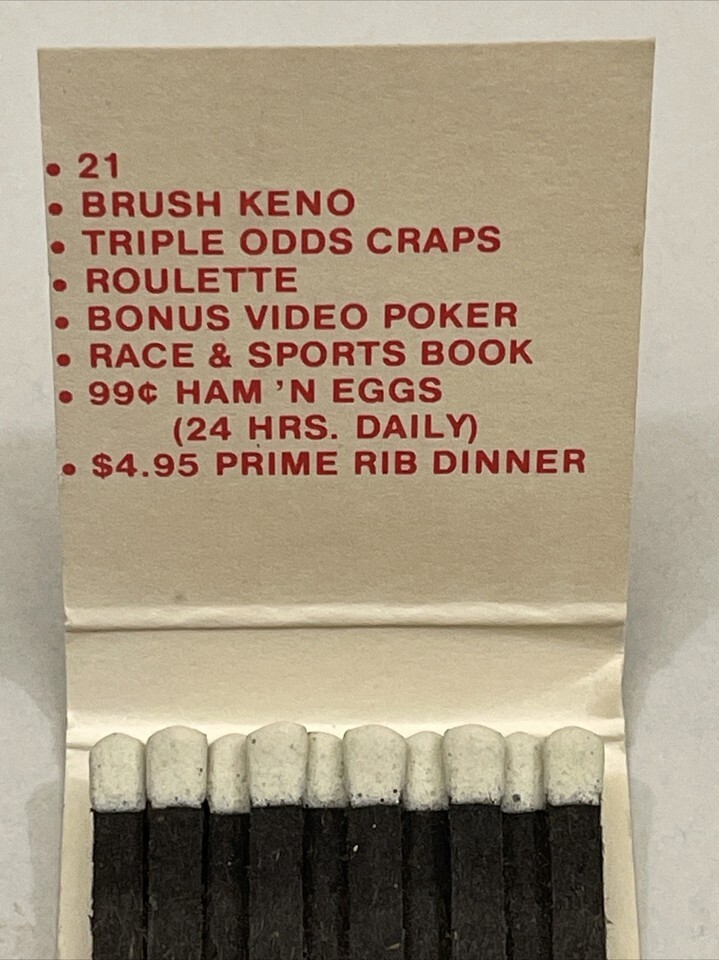 • 21
• BRUSH KENO
• TRIPLE ODDS CRAPS
• ROULETTE
• BONUS VIDEO POKER
• RACE & SPORTS BOOK
• 99¢ HAM 'N EGGS
(24 HRS. DAILY)
• $4.95 PRIME RIB DINNER